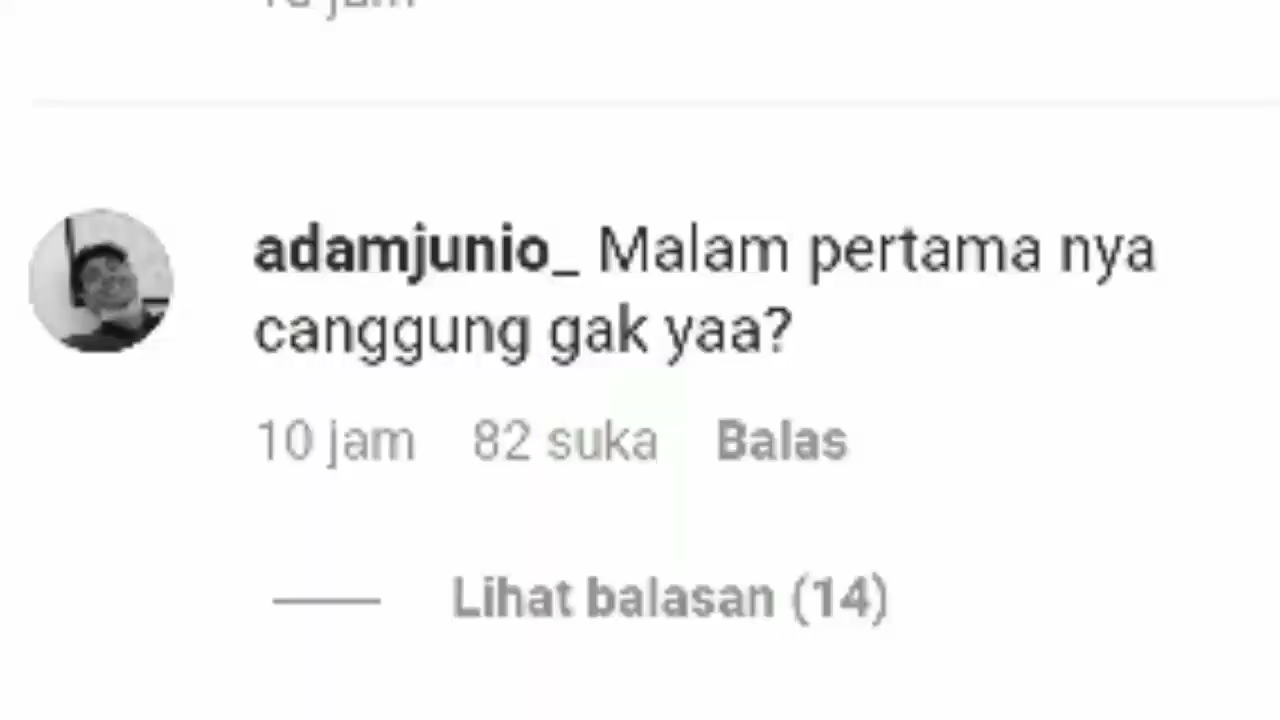 adamjunio_ Malam pertama nya
canggung gak yaa?
10 jam 82 suka Balas
Lihat balasan (14)